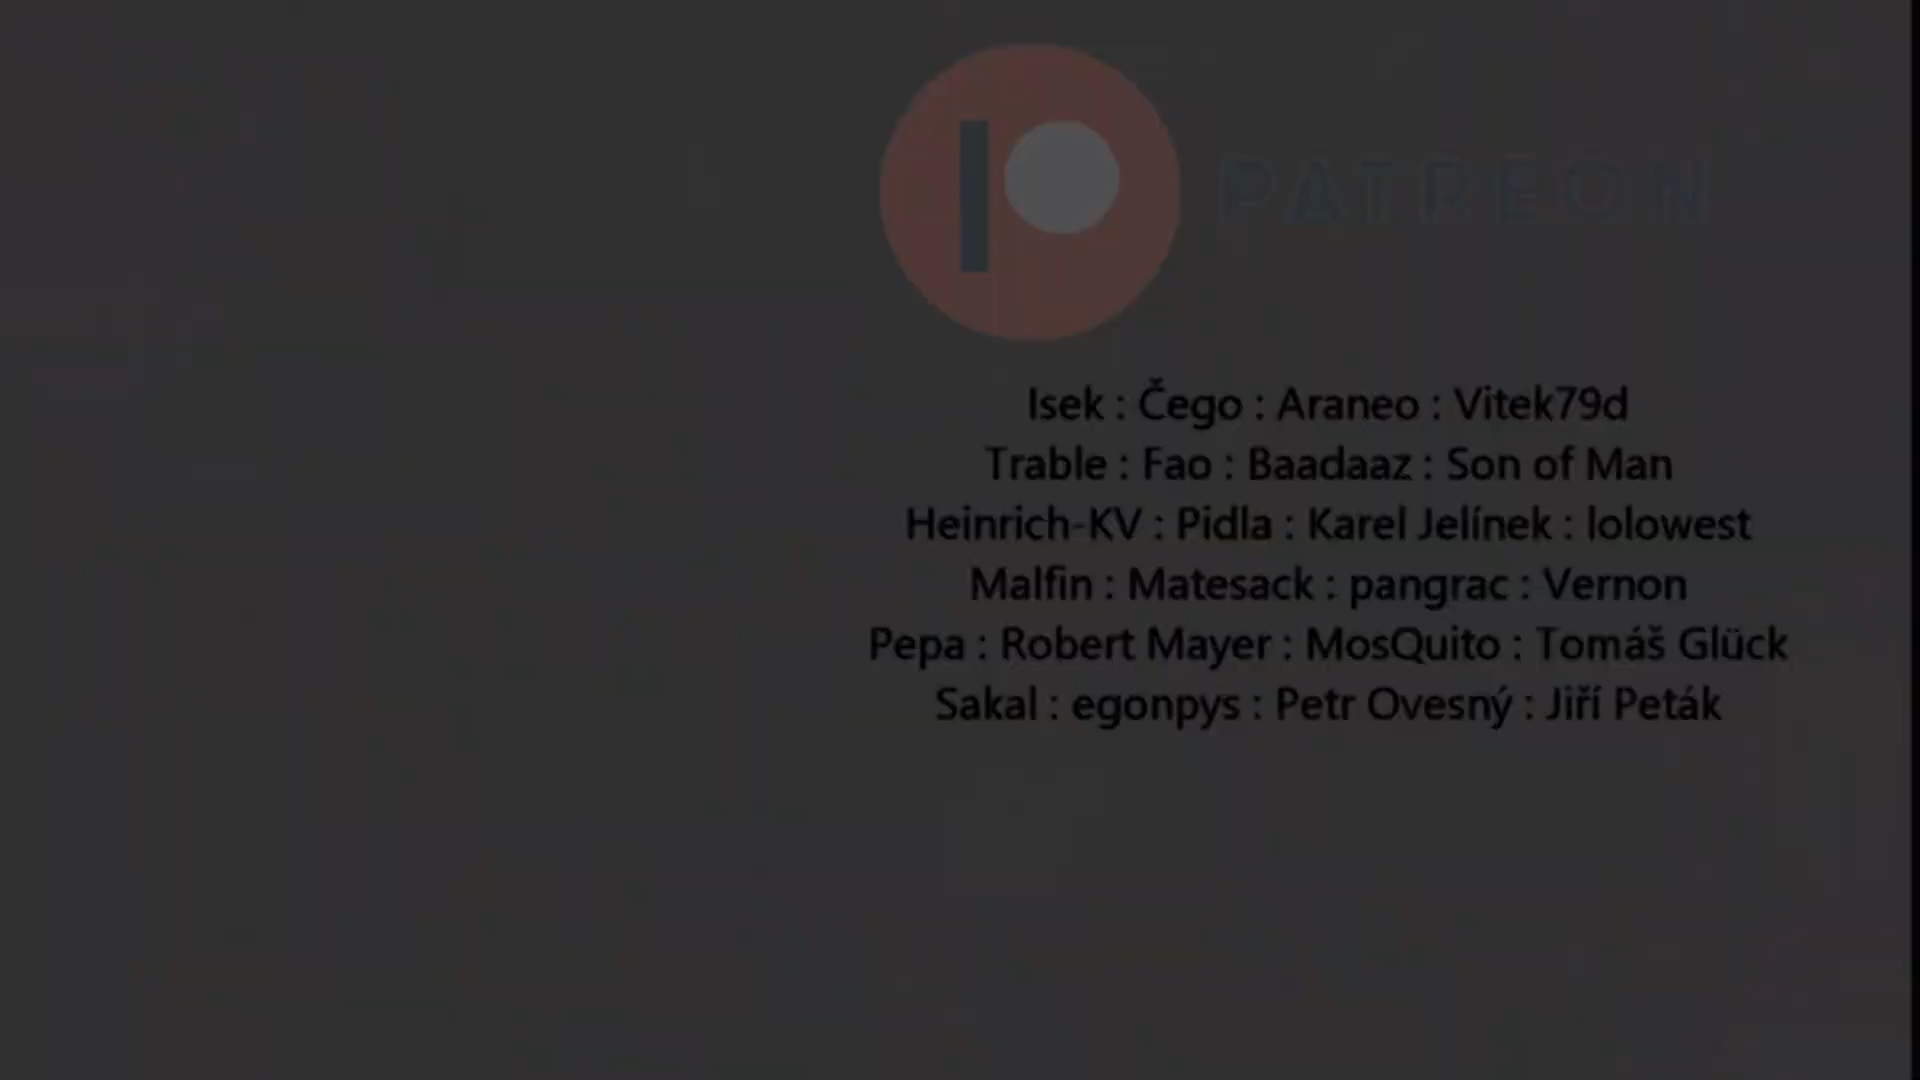 PATREON
Isek : Čego : Araneo : Vitek79d
Trable : Fao : Baadaaz : Son of Man
Heinrich-KV : Pidla : Karel Jelínek : lolowest
Malfin : Matesack : pangrac : Vernon
Pepa : Robert Mayer : MosQuito : Tomáš Glück
Sakal : egonpys : Petr Ovesný : Jiří Peták